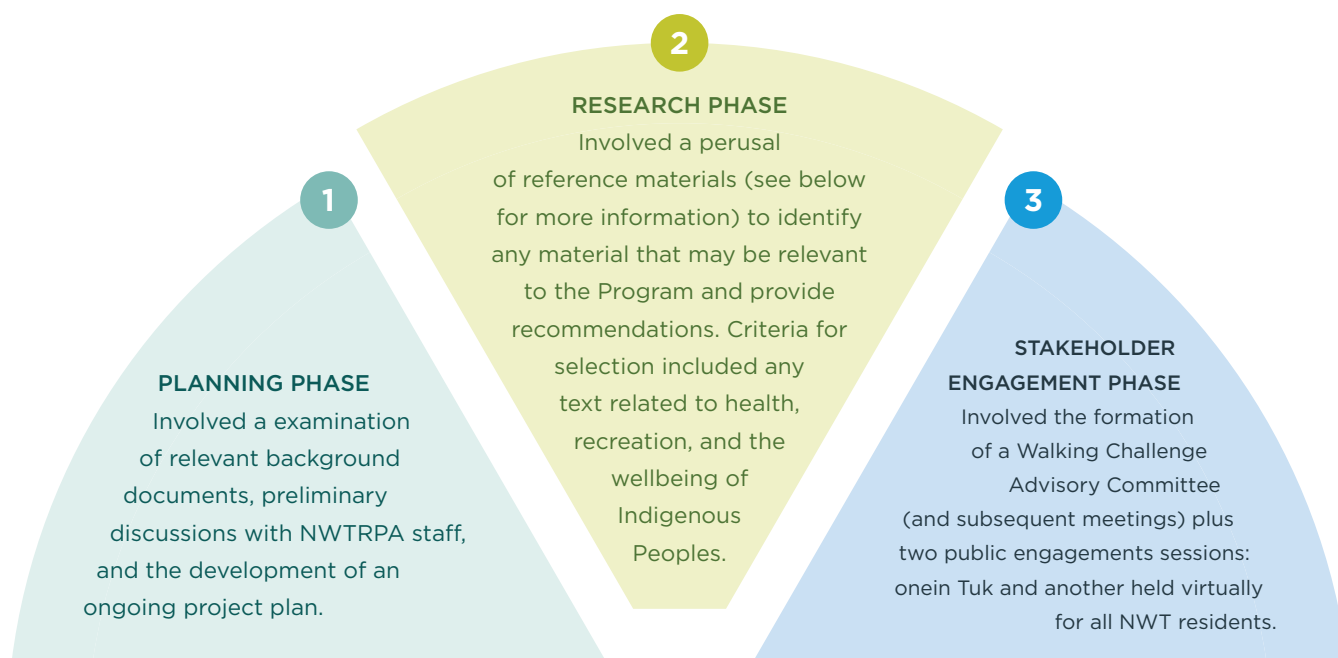 1
PLANNING PHASE
Involved a examination
of relevant background
documents, preliminary
discussions with NWTRPA staff,
and the development of an
ongoing project plan.
2
RESEARCH PHASE
Involved a perusal
of reference materials (see below
for more information) to identify
any material that may be relevant
to the Program and provide
recommendations. Criteria for
selection included any
text related to health,
recreation, and the
wellbeing of
Indigenous
Peoples.
3
STAKEHOLDER
ENGAGEMENT PHASE
Involved the formation
of a Walking Challenge
Advisory Committee
(and subsequent meetings) plus
two public engagements sessions:
onein Tuk and another held virtually
for all NWT residents.